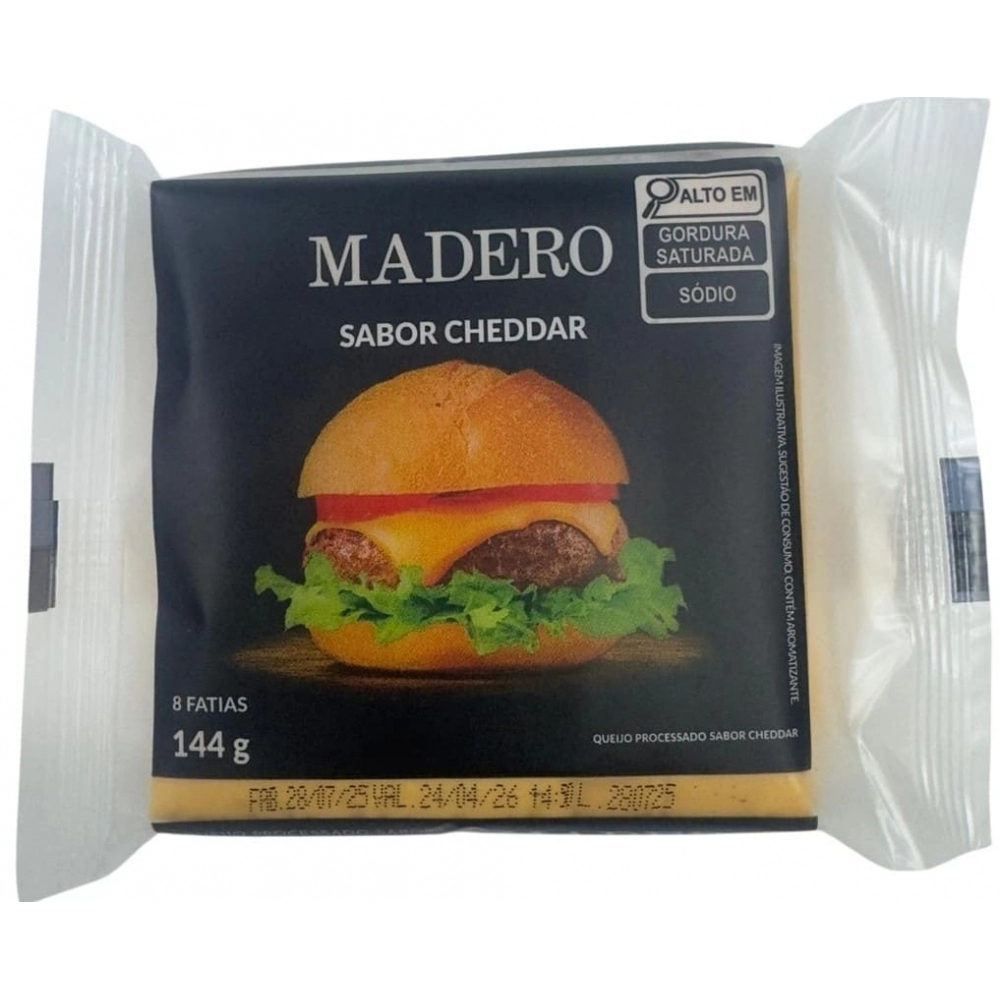 MADERO
SABOR CHEDDAR
ALTO EM
GORDURA
SATURADA
SÓDIO
IMAGEM ILUSTRATIVA. SUGESTÃO DE CONSUMO. CONTÉM AROMATIZANTE.
8 FATIAS
144 g
QUEIJO PROCESSADO SABOR CHEDDAR
FAB.28/07/25 VAL.24/04/26 L.280725